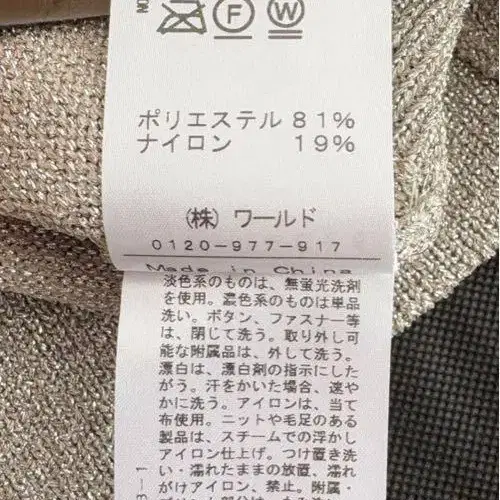 F W
ポリエステル 81%
ナイロン 19%
(株) ワールド
0120-977-917
Made in China
淡色系のものは、無蛍光洗剤
を使用。濃色系のものは単品
洗い。ボタン、ファスナー等
は、閉じて洗う。取り外し可
能な附属品は、外して洗う。
漂白は、漂白剤の指示にした
がう。汗をかいた場合、速や
かに洗う。アイロンは、当て
布使用。ニットや毛足のある
製品は、スチームでの浮かし
アイロン仕上げ。つけ置き洗
い・濡れたままの放置、濡れ
がけアイロン、禁止。附属・